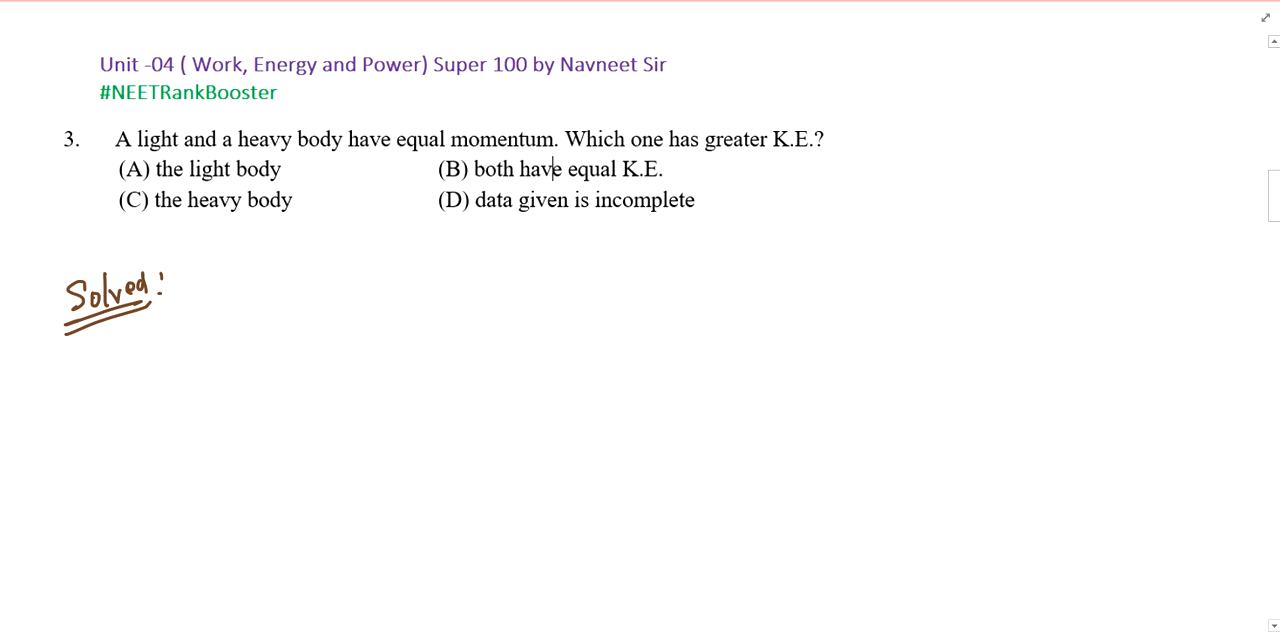 Unit -04 ( Work, Energy and Power) Super 100 by Navneet Sir
#NEETRankBooster
3. A light and a heavy body have equal momentum. Which one has greater K.E.?
(A) the light body (B) both have equal K.E.
(C) the heavy body (D) data given is incomplete
Solved: